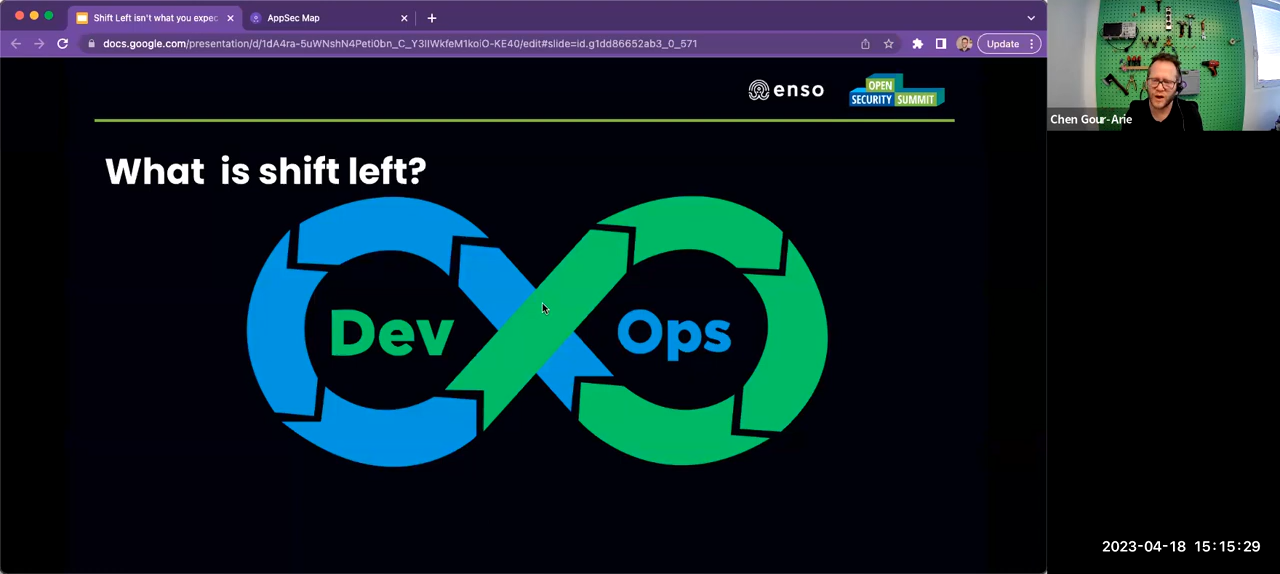 Shift Left isn't what you expec
AppSec Map
docs.google.com/presentation/d/1dA4ra-5uWNshN4Peti0bn_C_Y3IIWkfeM1koiO-KE40/edit#slide=id.g1dd86652ab3_0_571
Update
enso
OPEN
SECURITY SUMMIT
What is shift left?
Dev
Ops
Chen Gour-Arie
2023-04-18 15:15:29